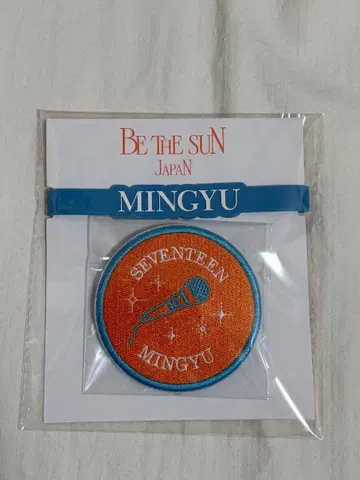 BE THE SUN
JAPAN
MINGYU
SEVENTEEN
MINGYU